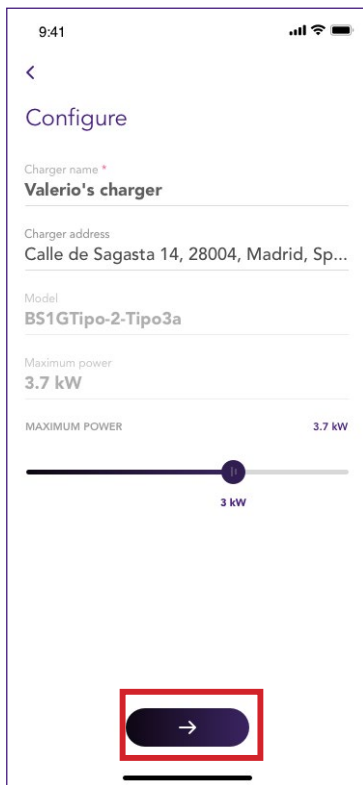 9:41
Configure
Charger name *
Valerio's charger
Charger address
Calle de Sagasta 14, 28004, Madrid, Sp...
Model
BS1GTipo-2-Tipo3a
Maximum power
3.7 kW
MAXIMUM POWER 3.7 kW
3 kW